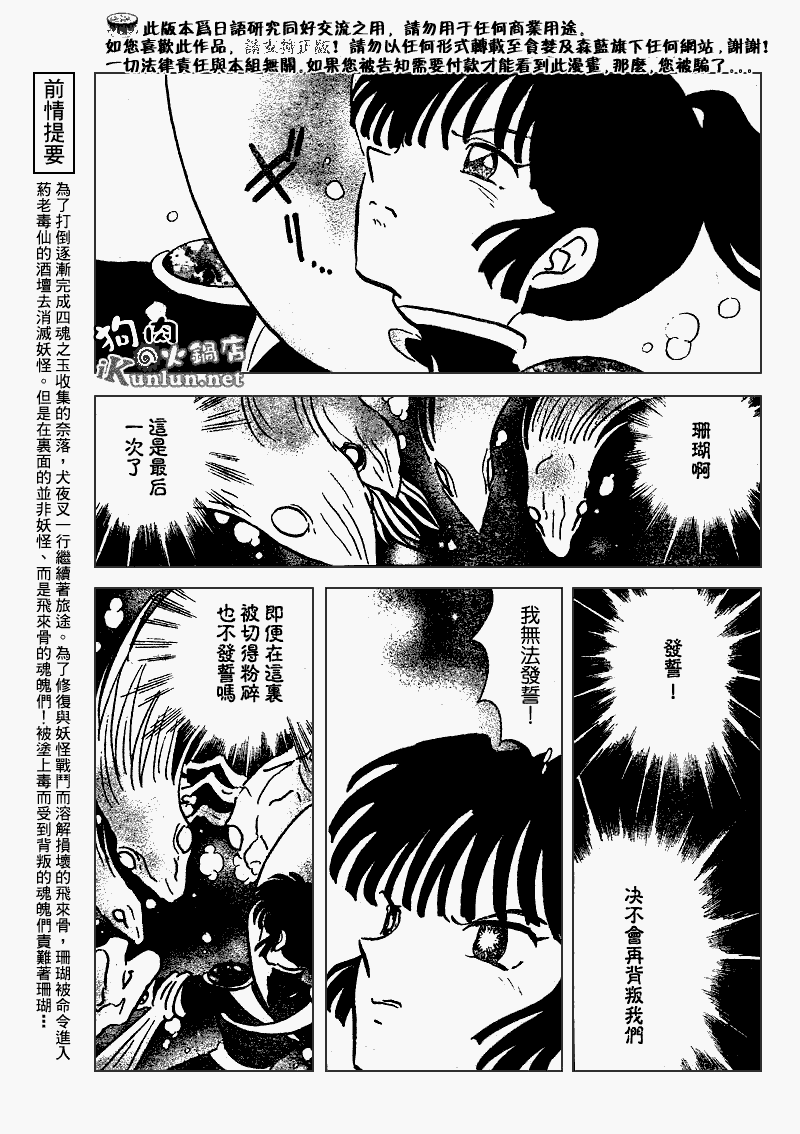 此版本爲日語研究同好交流之用，請勿用于任何商業用途。
如您喜歡此作品，請支持正版！請勿以任何形式轉載至貪婪及森藍旗下任何網站，謝謝！
一切法律責任與本組無關。如果您被告知需要付款才能看到此漫畫，那麼，您被騙了。。。
前情提要
為了打倒逐漸完成四魂之玉收集的奈落，犬夜叉一行繼續著旅途。為了修復與妖怪戰鬥而溶解損壞的飛來骨，珊瑚被命令進入
葯老毒仙的酒壇去消滅妖怪。但是在裏面的並非妖怪、而是飛來骨的魂魄們！被塗上毒而受到背叛的魂魄們責難著珊瑚…
狗肉火鍋店
iKunlun.net
珊瑚啊
這是最后
一次了
發誓！
決不會再背叛我們
我無法發誓！
即便在這裏
被切得粉碎
也不發誓嗎